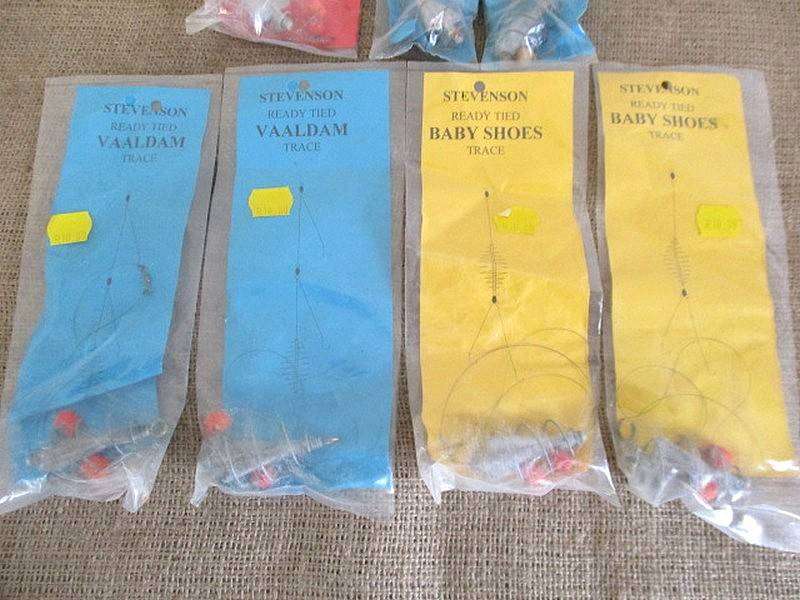 STEVENSON
READY TIED
VAALDAM
TRACE
STEVENSON
READY TIED
VAALDAM
TRACE
STEVENSON
READY TIED
BABY SHOES
TRACE
STEVENSON
READY TIED
BABY SHOES
TRACE